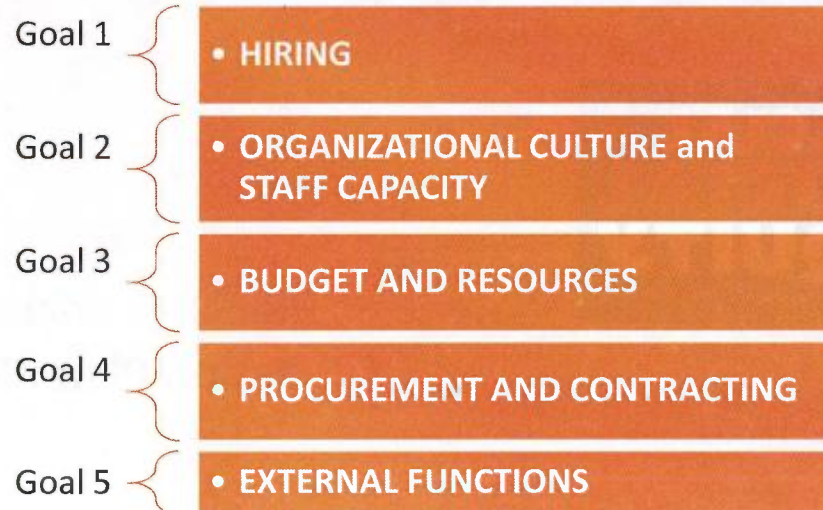 Goal 1
• HIRING
Goal 2
• ORGANIZATIONAL CULTURE and
STAFF CAPACITY
Goal 3
• BUDGET AND RESOURCES
Goal 4
• PROCUREMENT AND CONTRACTING
Goal 5
• EXTERNAL FUNCTIONS